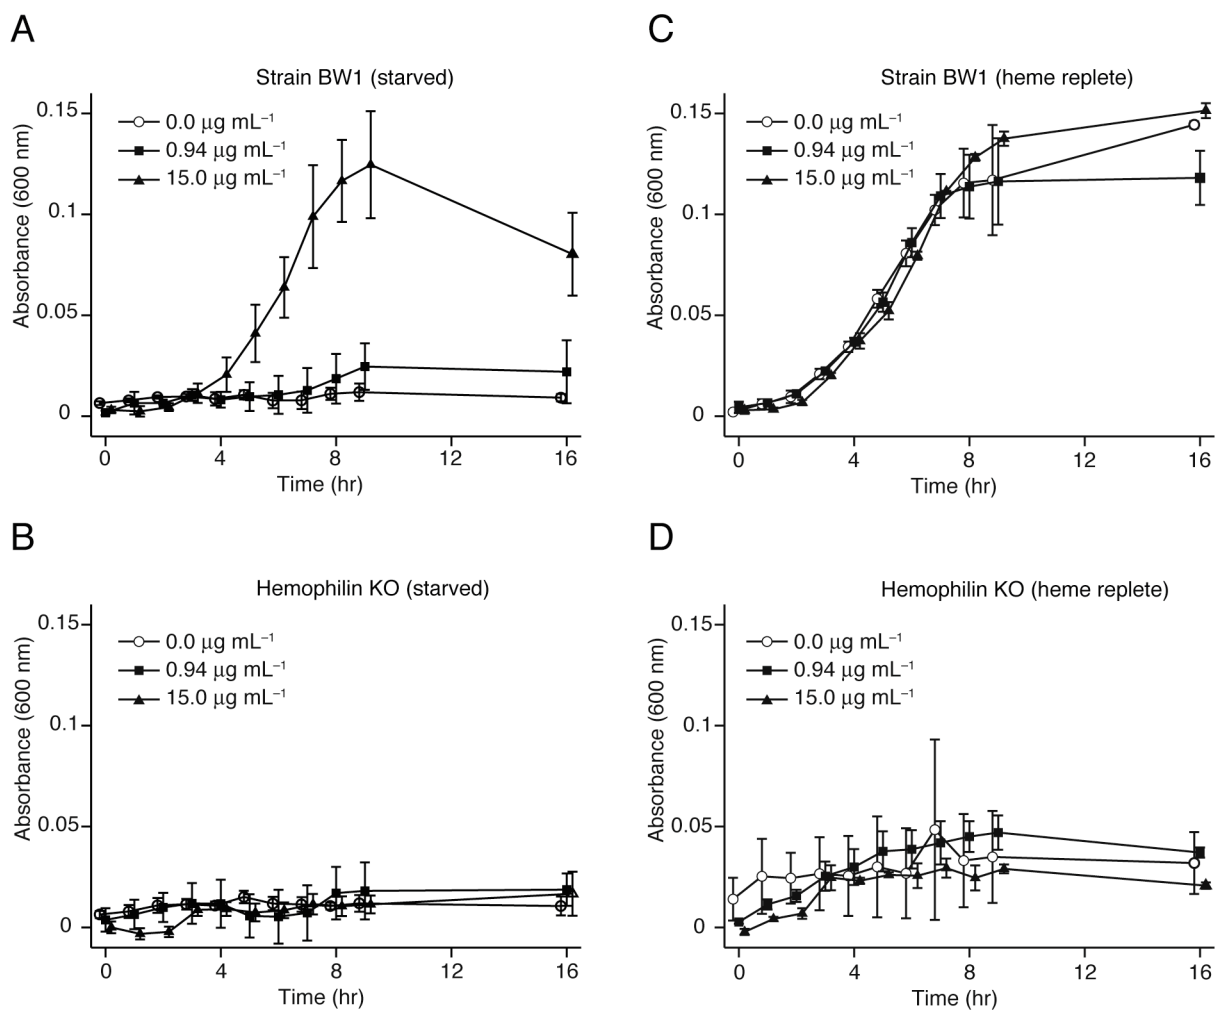 A
Strain BW1 (starved)
0.0 μg mL⁻¹
0.94 μg mL⁻¹
15.0 μg mL⁻¹
0.15
0.1
0.05
0
Absorbance (600 nm)
0 4 8 12 16
Time (hr)
C
Strain BW1 (heme replete)
0.0 μg mL⁻¹
0.94 μg mL⁻¹
15.0 μg mL⁻¹
0.15
0.1
0.05
0
Absorbance (600 nm)
0 4 8 12 16
Time (hr)
B
Hemophilin KO (starved)
0.0 μg mL⁻¹
0.94 μg mL⁻¹
15.0 μg mL⁻¹
0.15
0.1
0.05
0
Absorbance (600 nm)
0 4 8 12 16
Time (hr)
D
Hemophilin KO (heme replete)
0.0 μg mL⁻¹
0.94 μg mL⁻¹
15.0 μg mL⁻¹
0.15
0.1
0.05
0
Absorbance (600 nm)
0 4 8 12 16
Time (hr)